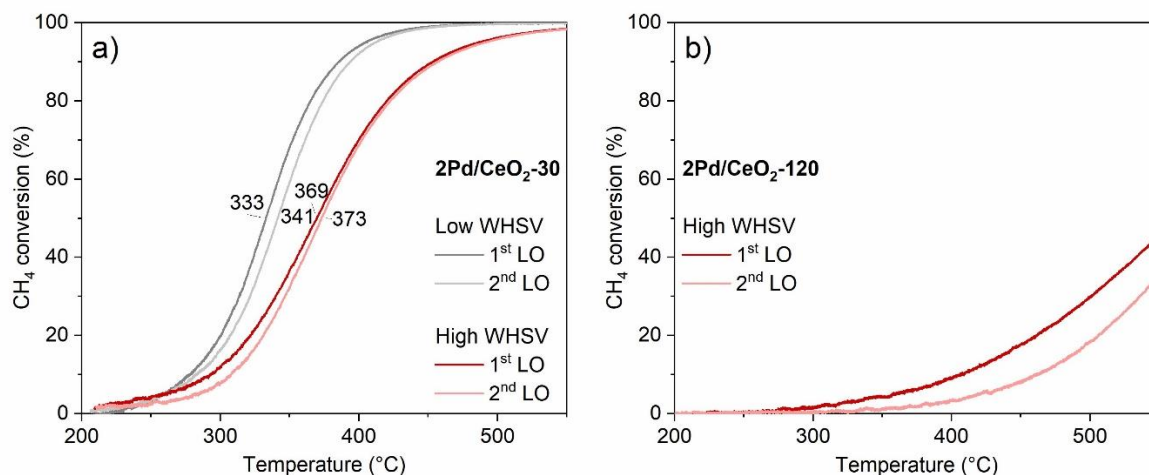 a)
CH₄ conversion (%)
100
80
60
40
20
0
333
369
341
373
2Pd/CeO₂-30
Low WHSV
1ˢᵗ LO
2ⁿᵈ LO
High WHSV
1ˢᵗ LO
2ⁿᵈ LO
200 300 400 500
Temperature (°C)
b)
CH₄ conversion (%)
100
80
60
40
20
0
2Pd/CeO₂-120
High WHSV
1ˢᵗ LO
2ⁿᵈ LO
200 300 400 500
Temperature (°C)